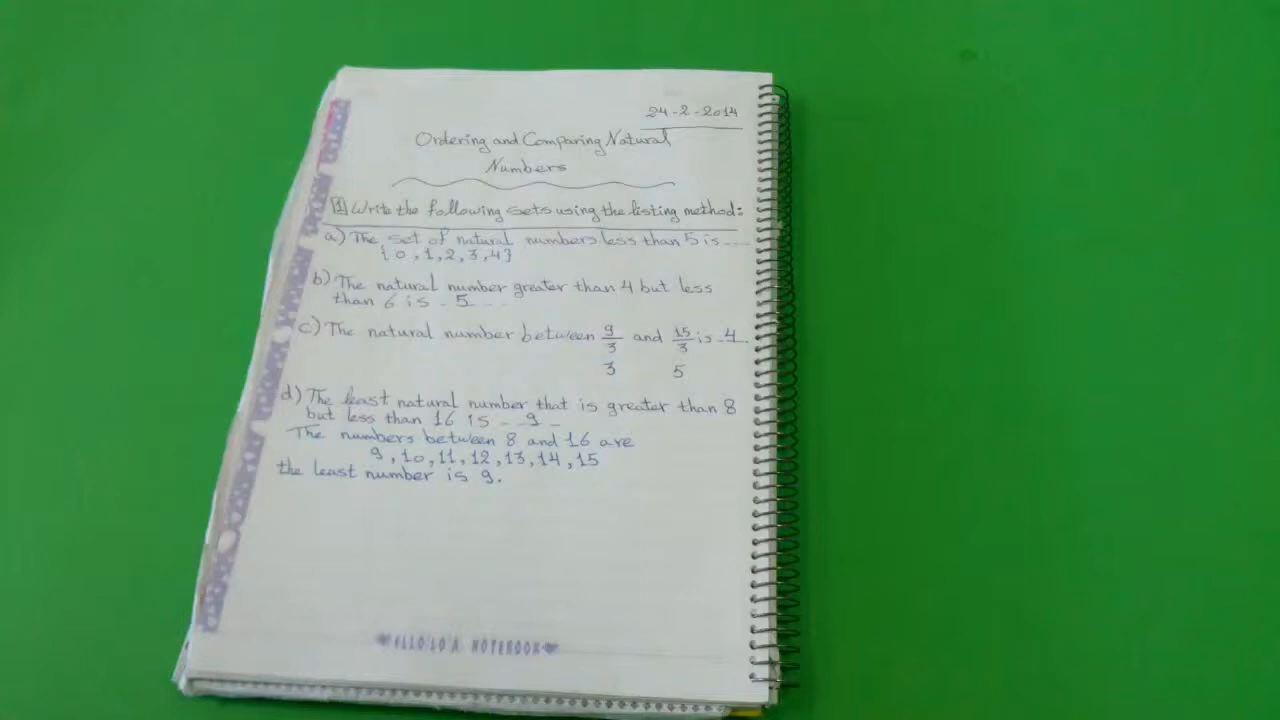 24-2-2014
Ordering and Comparing Natural
Numbers
1 Write the following sets using the listing method:
a) The set of natural numbers less than 5 is ....
{0,1,2,3,4}
b) The natural number greater than 4 but less
than 6 is . 5 ...
c) The natural number between 9/3 and 15/3 is .4
3 5
d) The least natural number that is greater than 8
but less than 16 is .. 9 .
The numbers between 8 and 16 are
9, 10, 11, 12, 13, 14, 15
the least number is 9.
NOTEBOOK